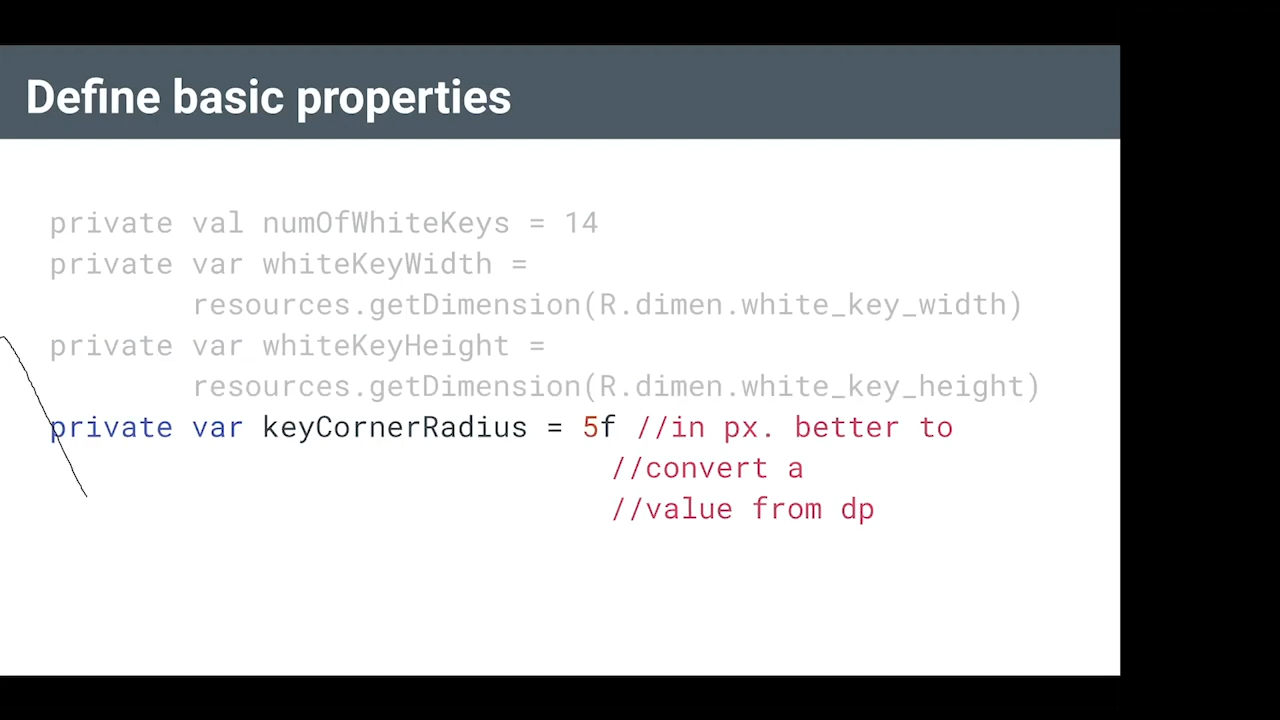 Define basic properties
private val numOfWhiteKeys = 14
private var whiteKeyWidth =
resources.getDimension(R.dimen.white_key_width)
private var whiteKeyHeight =
resources.getDimension(R.dimen.white_key_height)
private var keyCornerRadius = 5f //in px. better to
//convert a
//value from dp